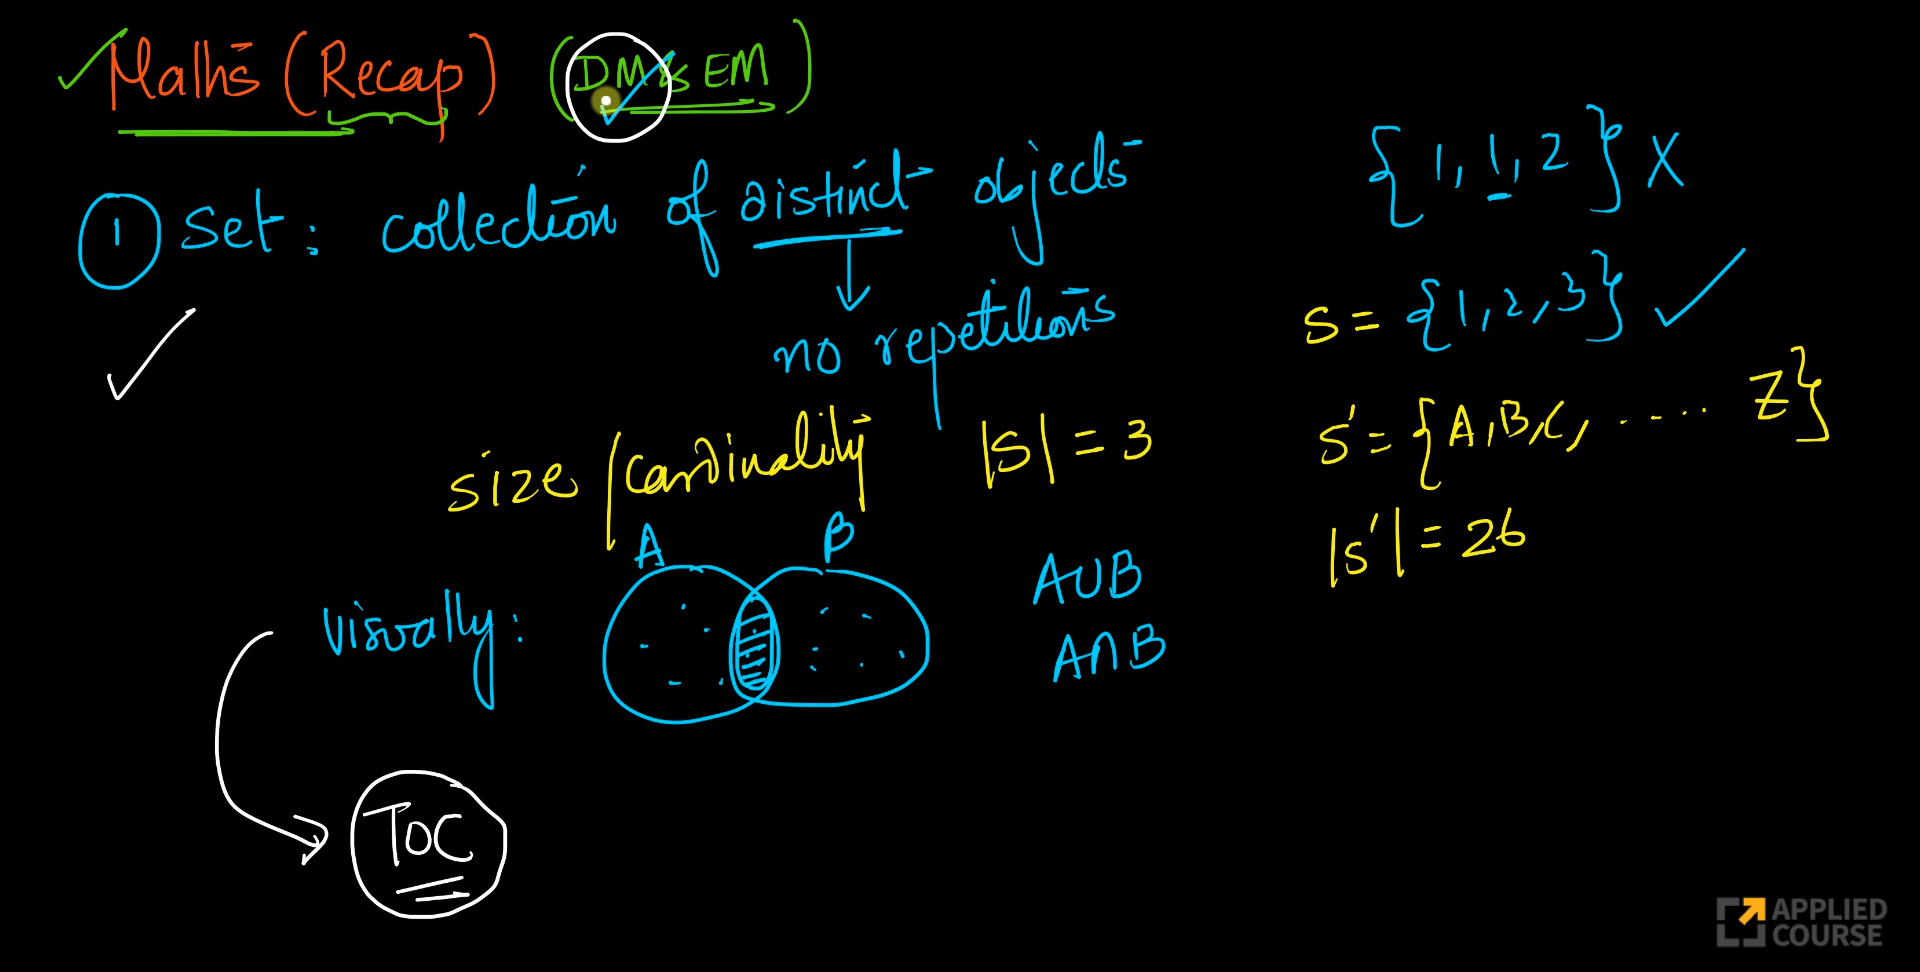 Maths (Recap) (DM & EM)
1 Set: collection of distinct objects
no repetitions
{1, 1, 2} X
S = {1, 2, 3}
S' = {A, B, C, .... Z}
size / cardinality |S| = 3
|S'| = 26
Visually: A B
A∪B
A∩B
TOC
APPLIED
COURSE